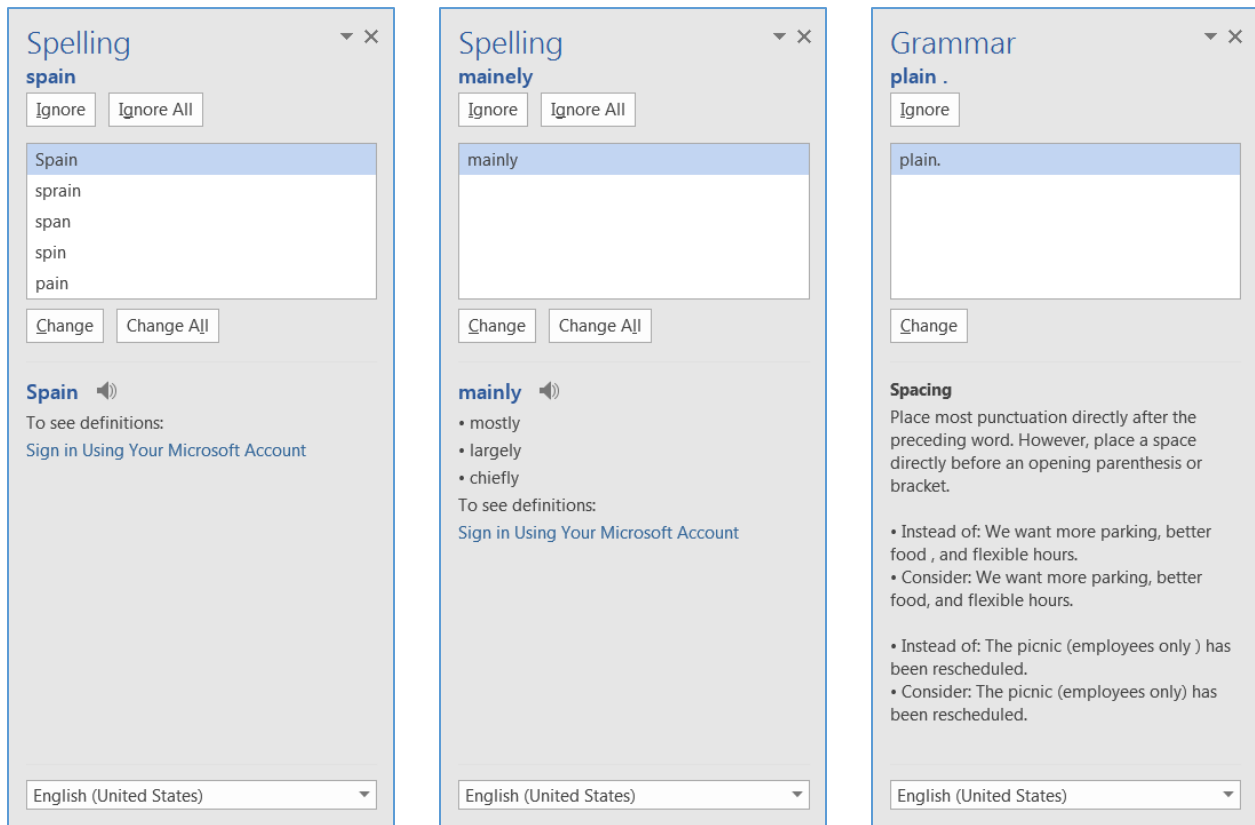 Spelling
spain
Ignore Ignore All
Spain
sprain
span
spin
pain
Change Change All
Spain
To see definitions:
Sign in Using Your Microsoft Account
English (United States)
Spelling
mainely
Ignore Ignore All
mainly
Change Change All
mainly
• mostly
• largely
• chiefly
To see definitions:
Sign in Using Your Microsoft Account
English (United States)
Grammar
plain .
Ignore
plain.
Change
Spacing
Place most punctuation directly after the
preceding word. However, place a space
directly before an opening parenthesis or
bracket.
• Instead of: We want more parking, better
food , and flexible hours.
• Consider: We want more parking, better
food, and flexible hours.
• Instead of: The picnic (employees only ) has
been rescheduled.
• Consider: The picnic (employees only) has
been rescheduled.
English (United States)